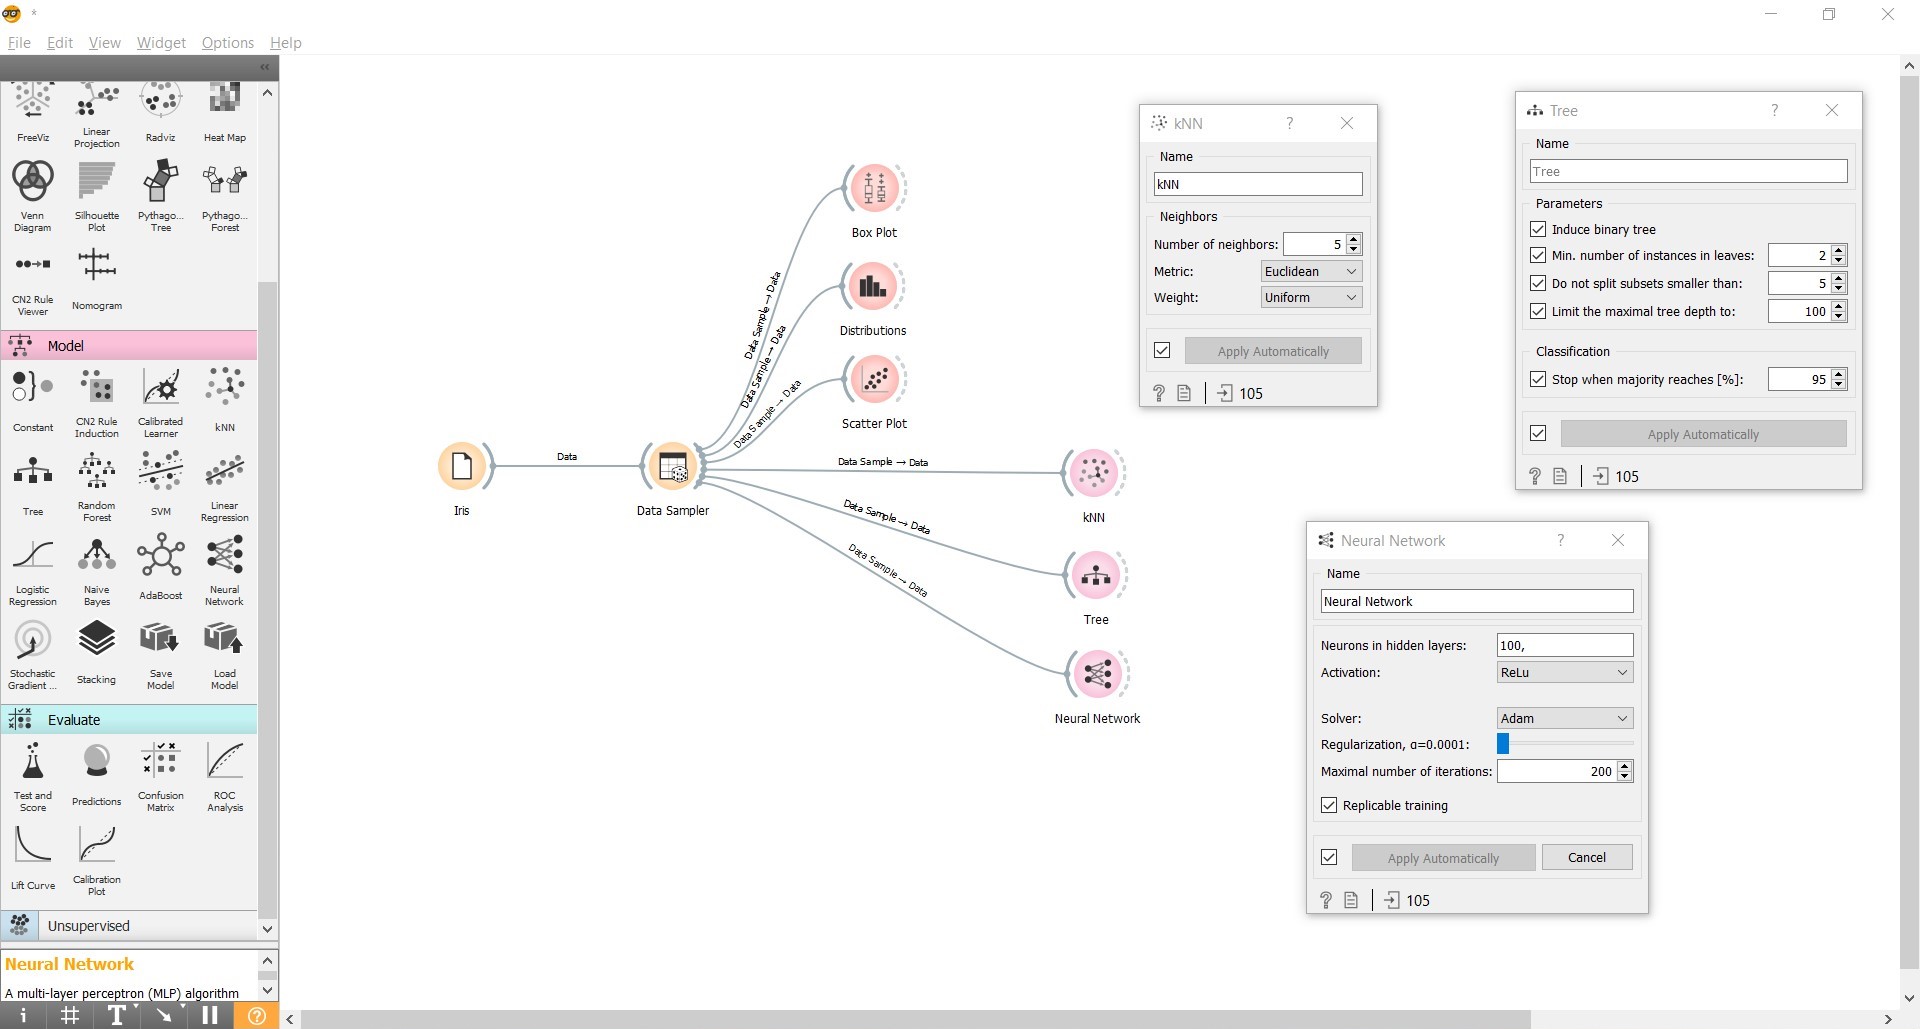 *
File Edit View Widget Options Help
«
FreeViz
Linear
Projection
Radviz
Heat Map
Venn
Diagram
Silhouette
Plot
Pythago...
Tree
Pythago...
Forest
CN2 Rule
Viewer
Nomogram
Model
Constant
CN2 Rule
Induction
Calibrated
Learner
kNN
Tree
Random
Forest
SVM
Linear
Regression
Logistic
Regression
Naive
Bayes
AdaBoost
Neural
Network
Stochastic
Gradient ...
Stacking
Save
Model
Load
Model
Evaluate
Test and
Score
Predictions
Confusion
Matrix
ROC
Analysis
Lift Curve
Calibration
Plot
Unsupervised
Neural Network
A multi-layer perceptron (MLP) algorithm
i # T ?
Iris
Data
Data Sampler
Data Sample → Data
Box Plot
Data Sample → Data
Distributions
Data Sample → Data
Scatter Plot
Data Sample → Data
kNN
Data Sample → Data
Tree
Data Sample → Data
Neural Network
kNN ?
Name
kNN
Neighbors
Number of neighbors: 5
Metric: Euclidean
Weight: Uniform
Apply Automatically
? 105
Tree ?
Name
Tree
Parameters
Induce binary tree
Min. number of instances in leaves: 2
Do not split subsets smaller than: 5
Limit the maximal tree depth to: 100
Classification
Stop when majority reaches [%]: 95
Apply Automatically
? 105
Neural Network ?
Name
Neural Network
Neurons in hidden layers: 100,
Activation: ReLu
Solver: Adam
Regularization, α=0.0001:
Maximal number of iterations: 200
Replicable training
Apply Automatically Cancel
? 105